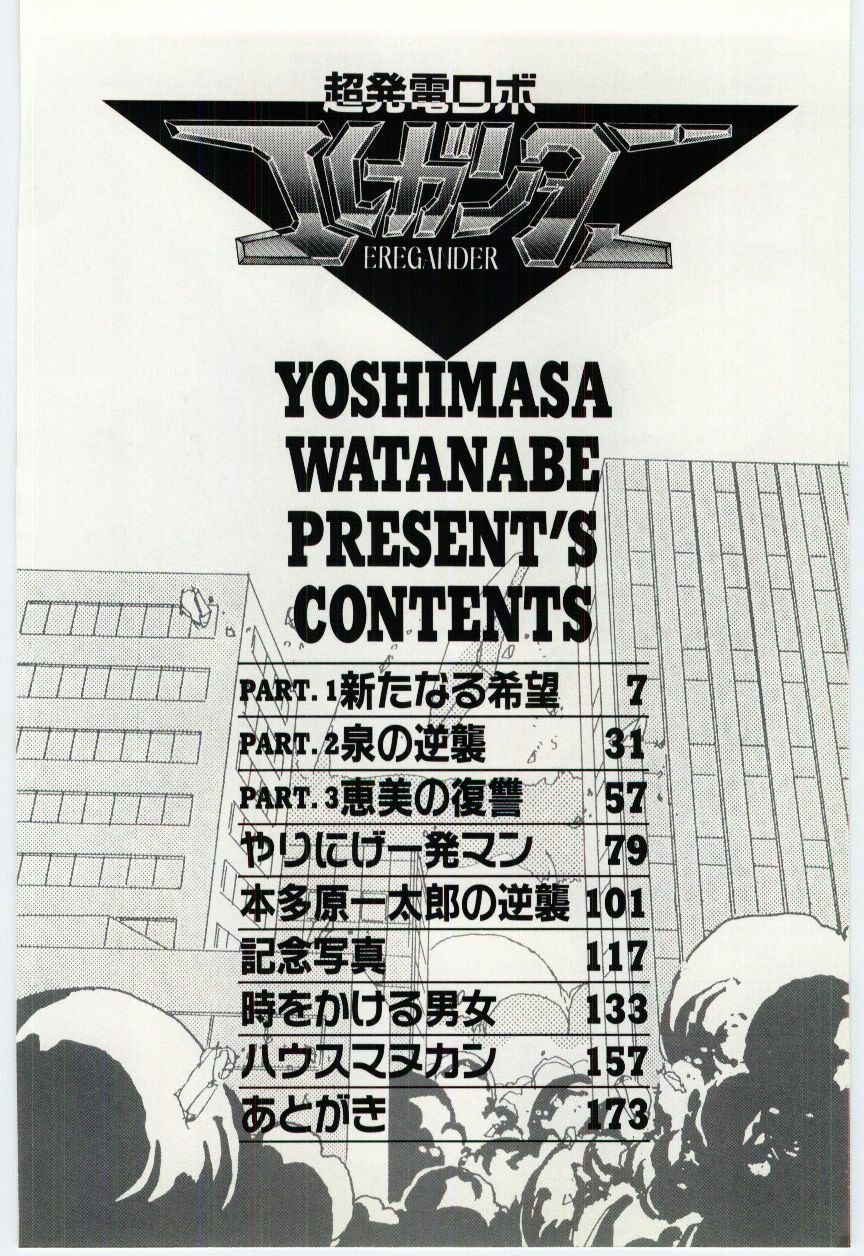 超発電ロボ
エレガンダー
EREGANDER
YOSHIMASA
WATANABE
PRESENT'S
CONTENTS
PART.1新たなる希望 7
PART.2泉の逆襲 31
PART.3恵美の復讐 57
やりにげ一発マン 79
本多原一太郎の逆襲 101
記念写真 117
時をかける男女 133
ハウスマヌカン 157
あとがき 173